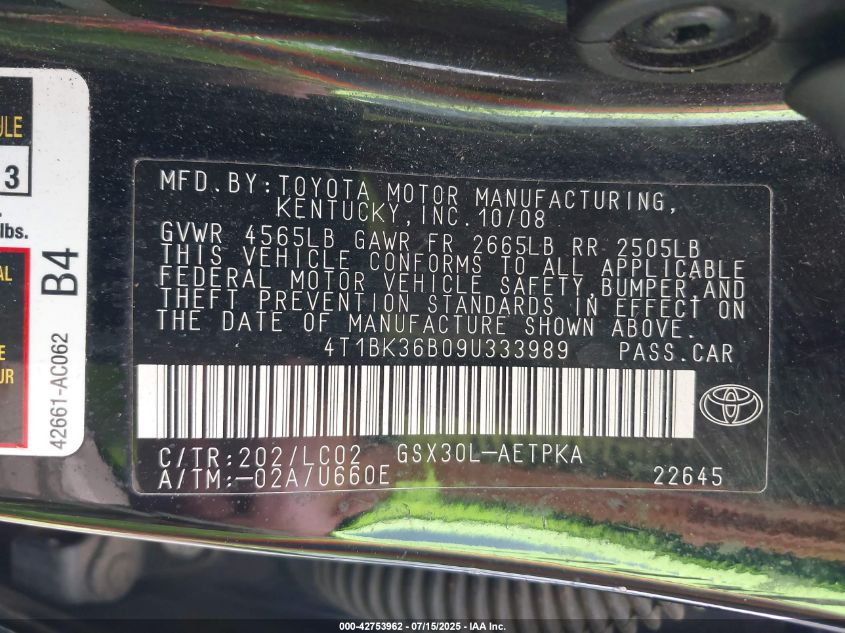 ULE
3
lbs.
AL
E
UR
B4
42661-AC062
MFD.BY:TOYOTA MOTOR MANUFACTURING,
KENTUCKY,INC.10/08
GVWR 4565LB GAWR FR 2665LB RR 2505LB
THIS VEHICLE CONFORMS TO ALL APPLICABLE
FEDERAL MOTOR VEHICLE SAFETY,BUMPER,AND
THEFT PREVENTION STANDARDS IN EFFECT ON
THE DATE OF MANUFACTURE SHOWN ABOVE.
4T1BK36B09U333989 PASS.CAR
C/TR:202/LC02 GSX30L-AETPKA
A/TM:-02A/U660E 22645
000-42753962 - 07/15/2025 - IAA Inc.